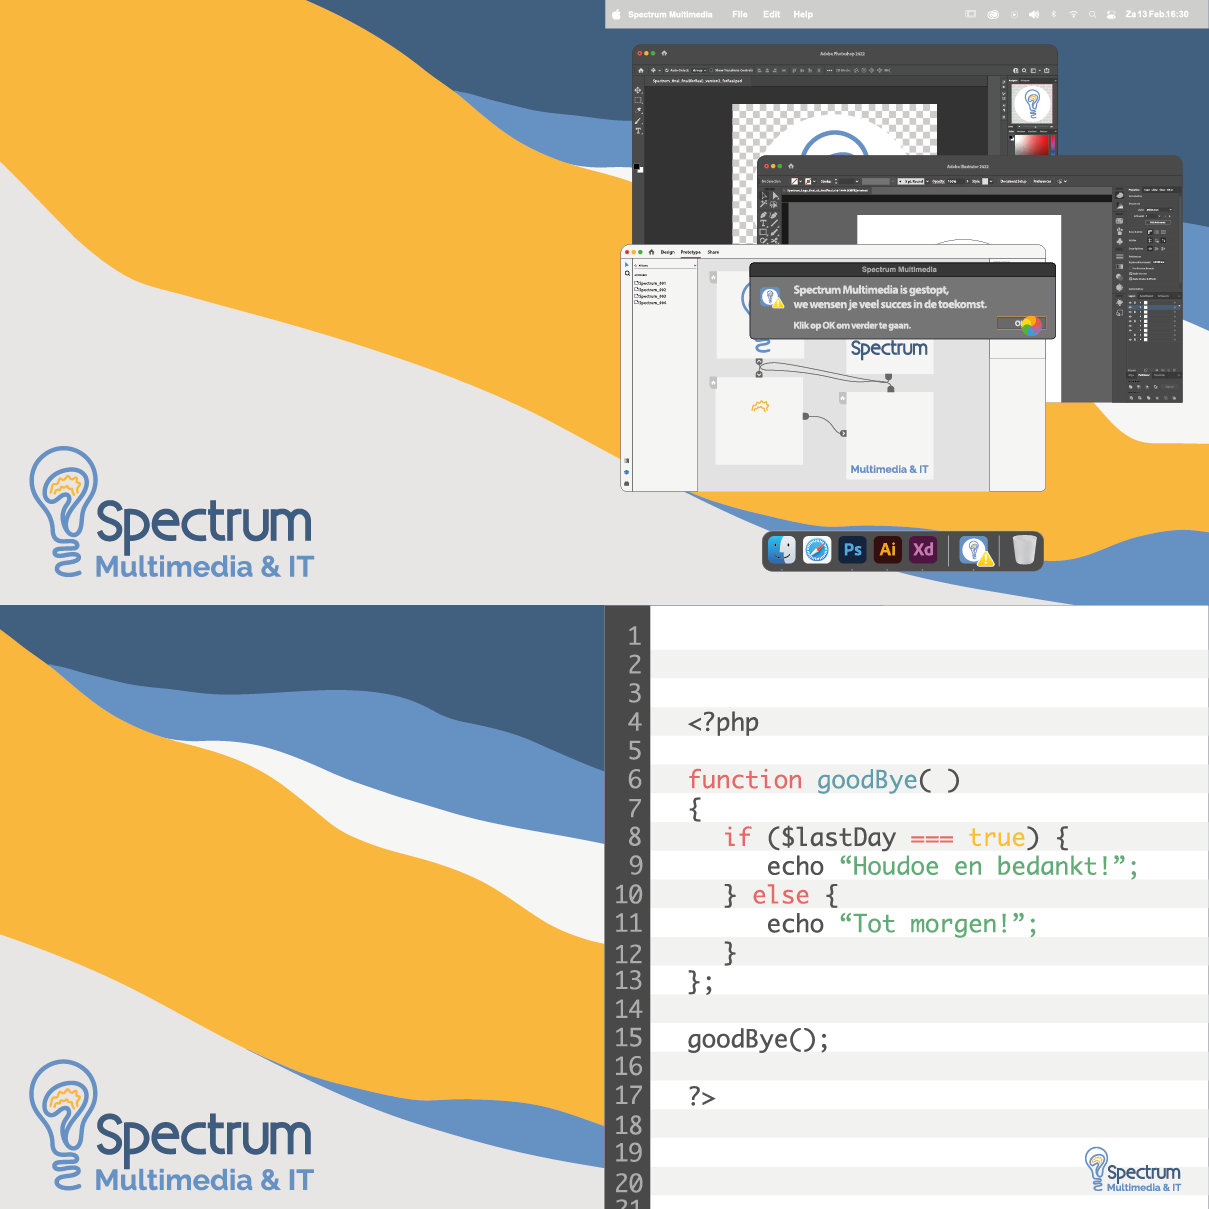 Spectrum
Multimedia & IT
Spectrum Multimedia File Edit Help
Za 13 Feb. 16:30
Adobe Photoshop 2022
Adobe Illustrator 2022
Document Setup Preferences
Design Prototype Share
Spectrum_001
Spectrum_002
Spectrum_003
Spectrum_004
Spectrum Multimedia
Spectrum Multimedia is gestopt,
we wensen je veel succes in de toekomst.
Klik op OK om verder te gaan.
Spectrum
Multimedia & IT
Ps Ai Xd
Spectrum
Multimedia & IT
1
2
3
4 <?php
5
6 function goodBye( )
7 {
8 if ($lastDay === true) {
9 echo “Houdoe en bedankt!”;
10 } else {
11 echo “Tot morgen!”;
12 }
13 };
14
15 goodBye();
16
17 ?>
18
19
20
21
Spectrum
Multimedia & IT